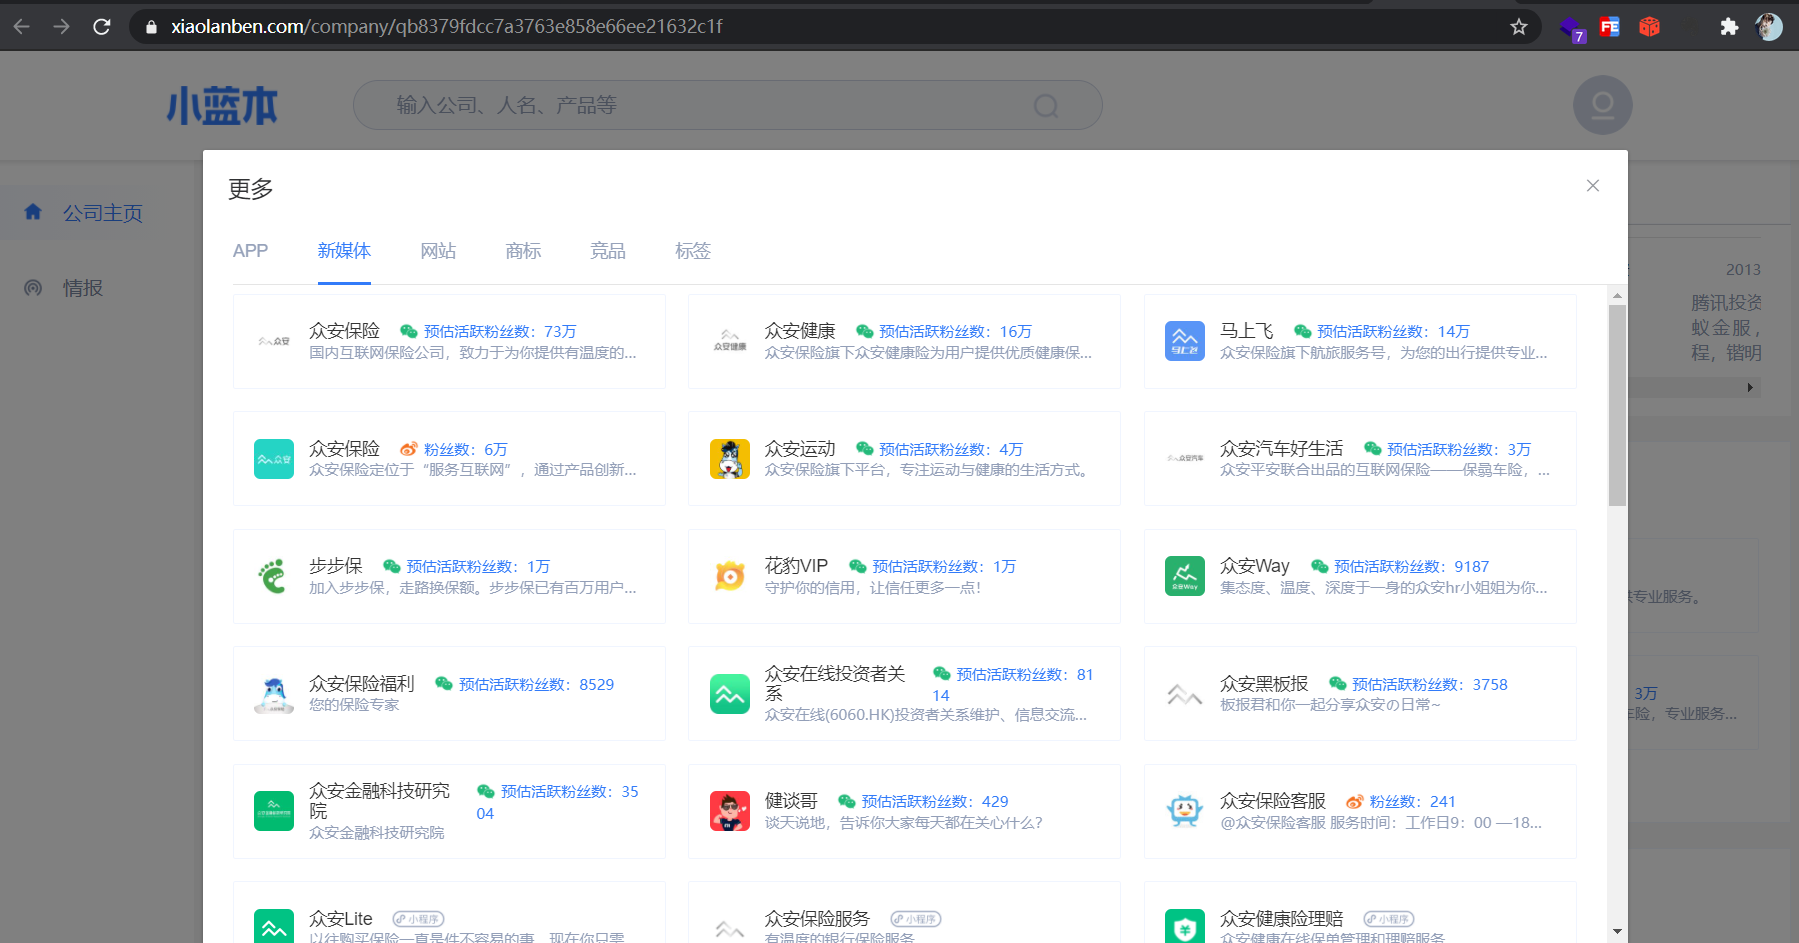 xiaolanben.com/company/qb8379fdcc7a3763e858e66ee21632c1f
7
FE
小蓝本
输入公司、人名、产品等
更多
公司主页
情报
APP 新媒体 网站 商标 竞品 标签
2013
腾讯投资
蚁金服，
程，锴明
众安
众安保险 预估活跃粉丝数：73万
国内互联网保险公司，致力于为你提供有温度的...
众安健康
众安健康 预估活跃粉丝数：16万
众安保险旗下众安健康险为用户提供优质健康保...
马上飞
马上飞 预估活跃粉丝数：14万
众安保险旗下航旅服务号，为您的出行提供专业...
众安
众安保险 粉丝数：6万
众安保险定位于“服务互联网”，通过产品创新...
众安运动 预估活跃粉丝数：4万
众安保险旗下平台，专注运动与健康的生活方式。
众安汽车
众安汽车好生活 预估活跃粉丝数：3万
众安平安联合出品的互联网保险——保骉车险，...
步步保 预估活跃粉丝数：1万
加入步步保，走路换保额。步步保已有百万用户...
花豹VIP 预估活跃粉丝数：1万
守护你的信用，让信任更多一点！
众安Way
众安Way 预估活跃粉丝数：9187
集态度、温度、深度于一身的众安hr小姐姐为你...
专业服务。
众安保险福利 预估活跃粉丝数：8529
您的保险专家
众安在线投资者关系 预估活跃粉丝数：8114
众安在线(6060.HK)投资者关系维护、信息交流...
众安黑板报 预估活跃粉丝数：3758
板报君和你一起分享众安の日常~
3万
车险，专业服务...
众安金融科技研究院 预估活跃粉丝数：3504
众安金融科技研究院
健谈哥 预估活跃粉丝数：429
谈天说地，告诉你大家每天都在关心什么？
众安保险客服 粉丝数：241
@众安保险客服 服务时间：工作日9：00 —18...
众安Lite 小程序
以往购买保险一直是件不容易的事，现在你只需
众安保险服务 小程序
有温度的银行保险服务
众安健康险理赔 小程序
众安健康在线保单管理和理赔服务